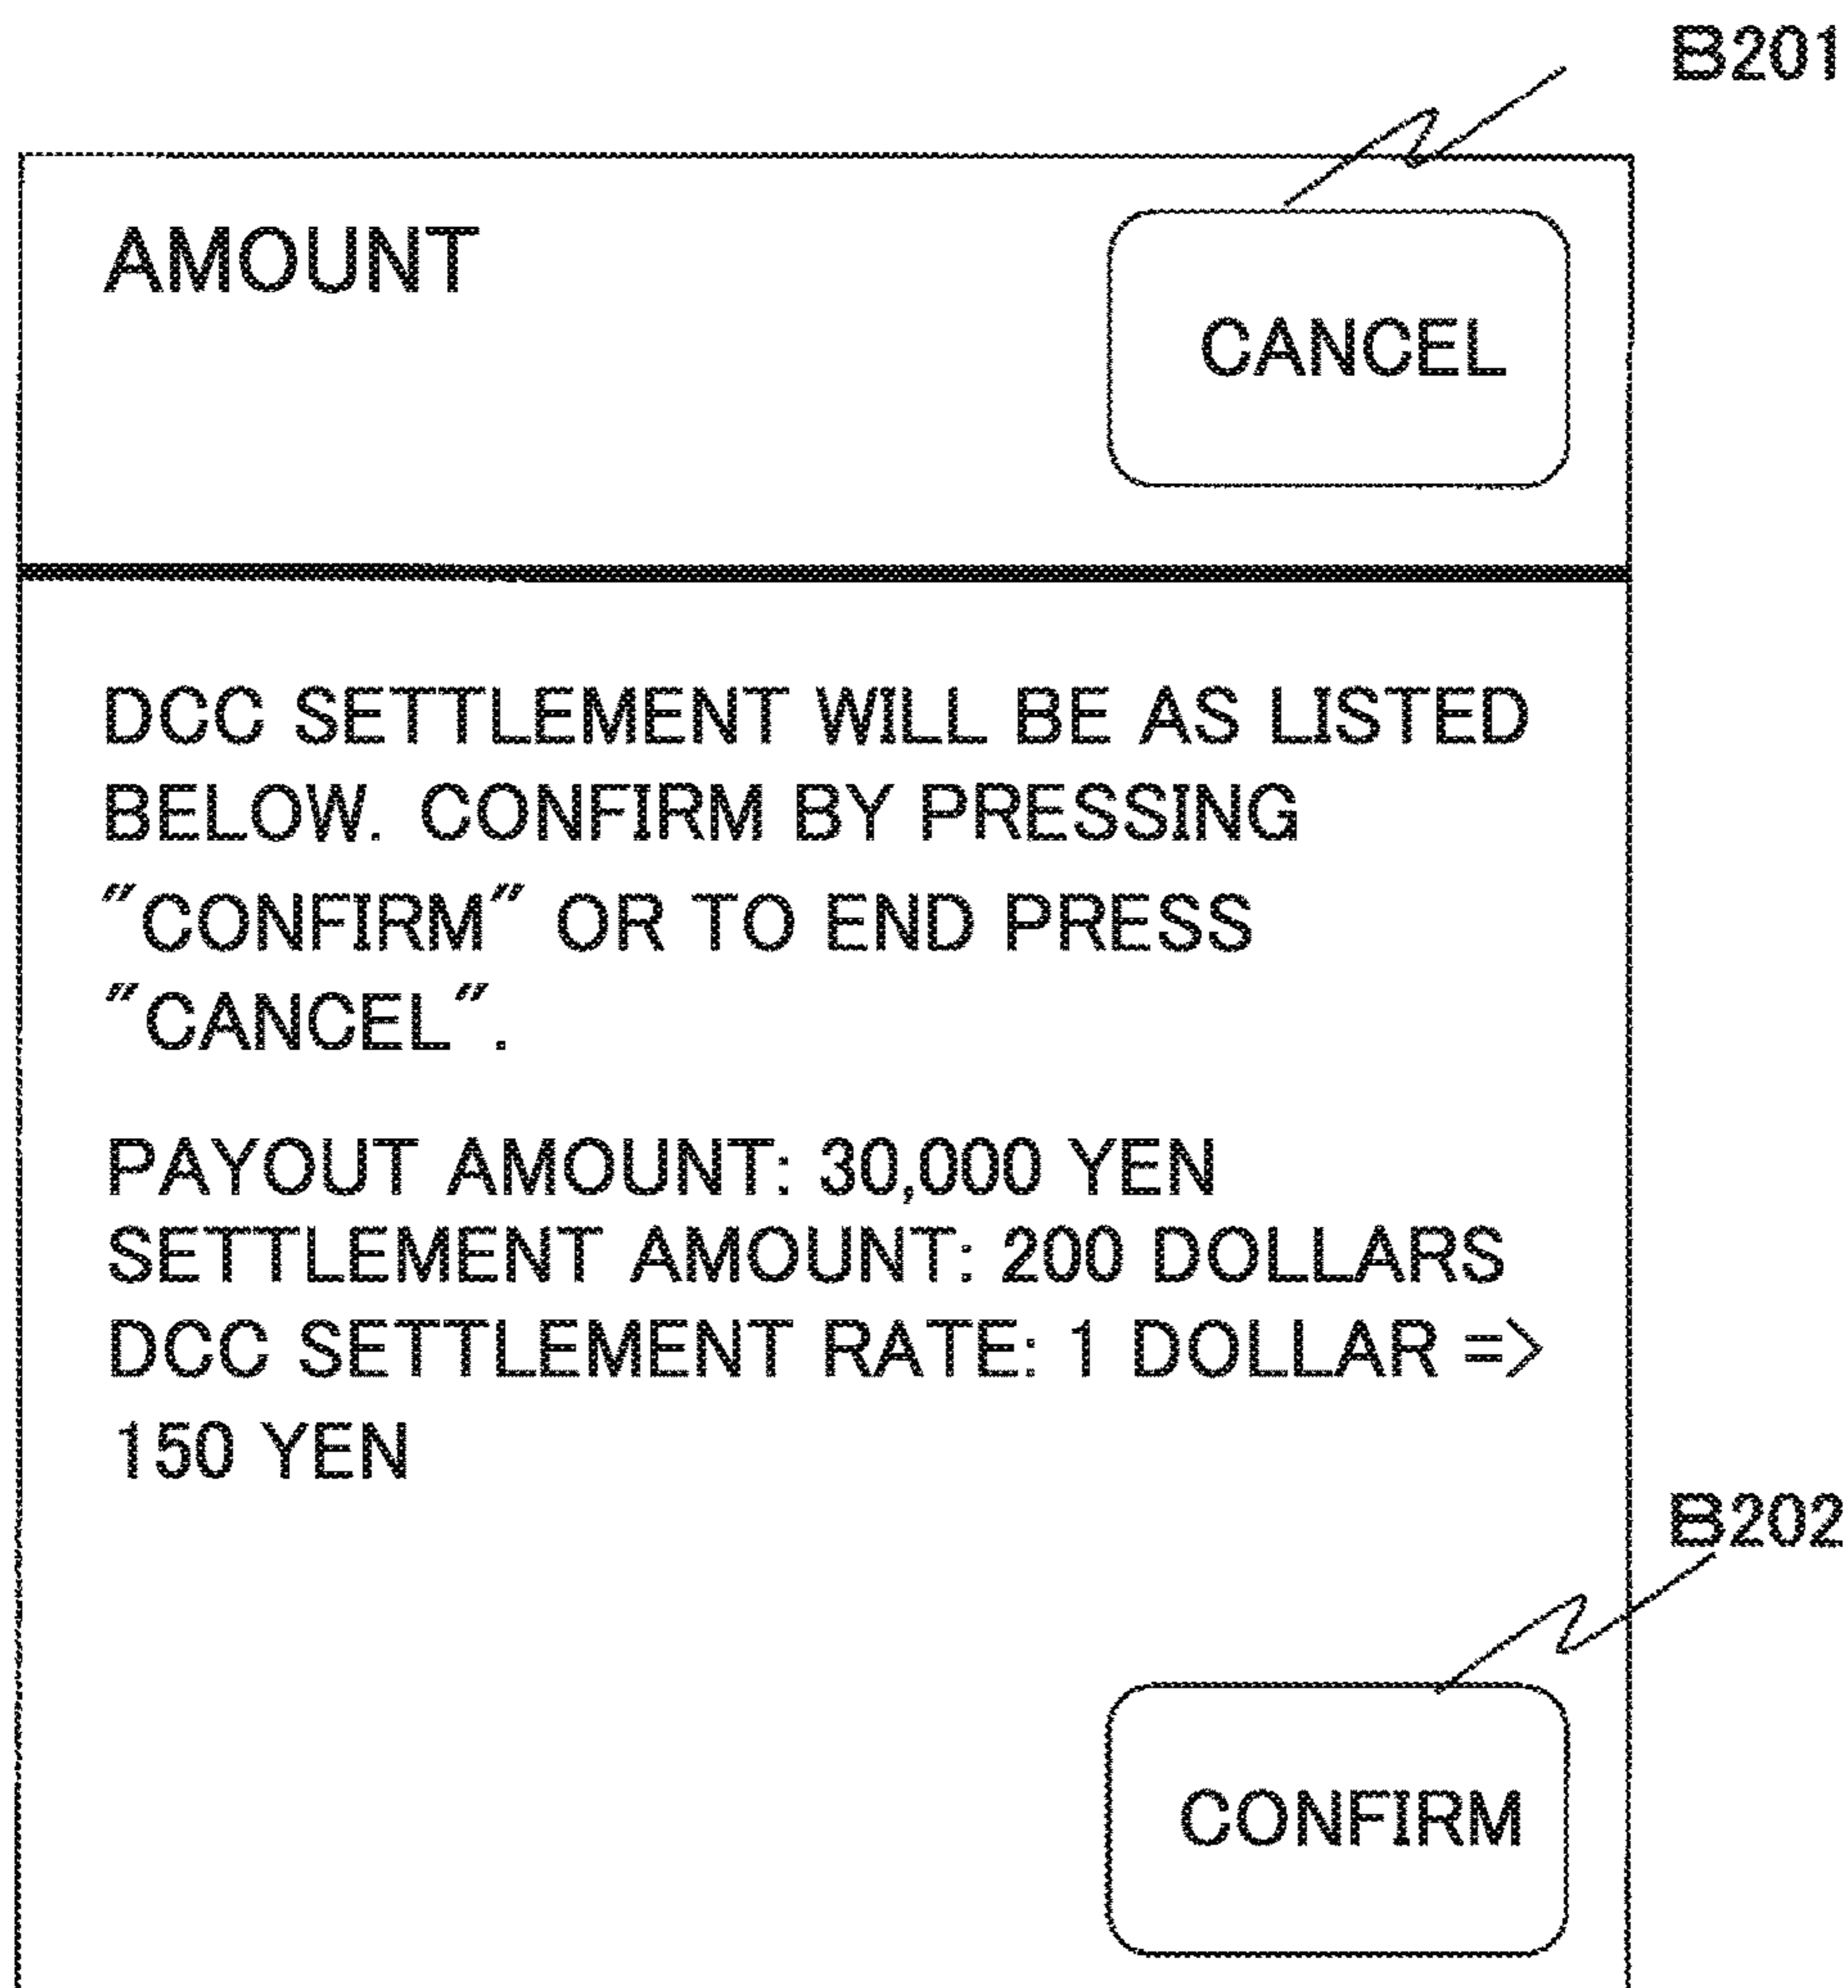 B201
AMOUNT
CANCEL
DCC SETTLEMENT WILL BE AS LISTED
BELOW. CONFIRM BY PRESSING
"CONFIRM" OR TO END PRESS
"CANCEL".
PAYOUT AMOUNT: 30,000 YEN
SETTLEMENT AMOUNT: 200 DOLLARS
DCC SETTLEMENT RATE: 1 DOLLAR =>
150 YEN
B202
CONFIRM